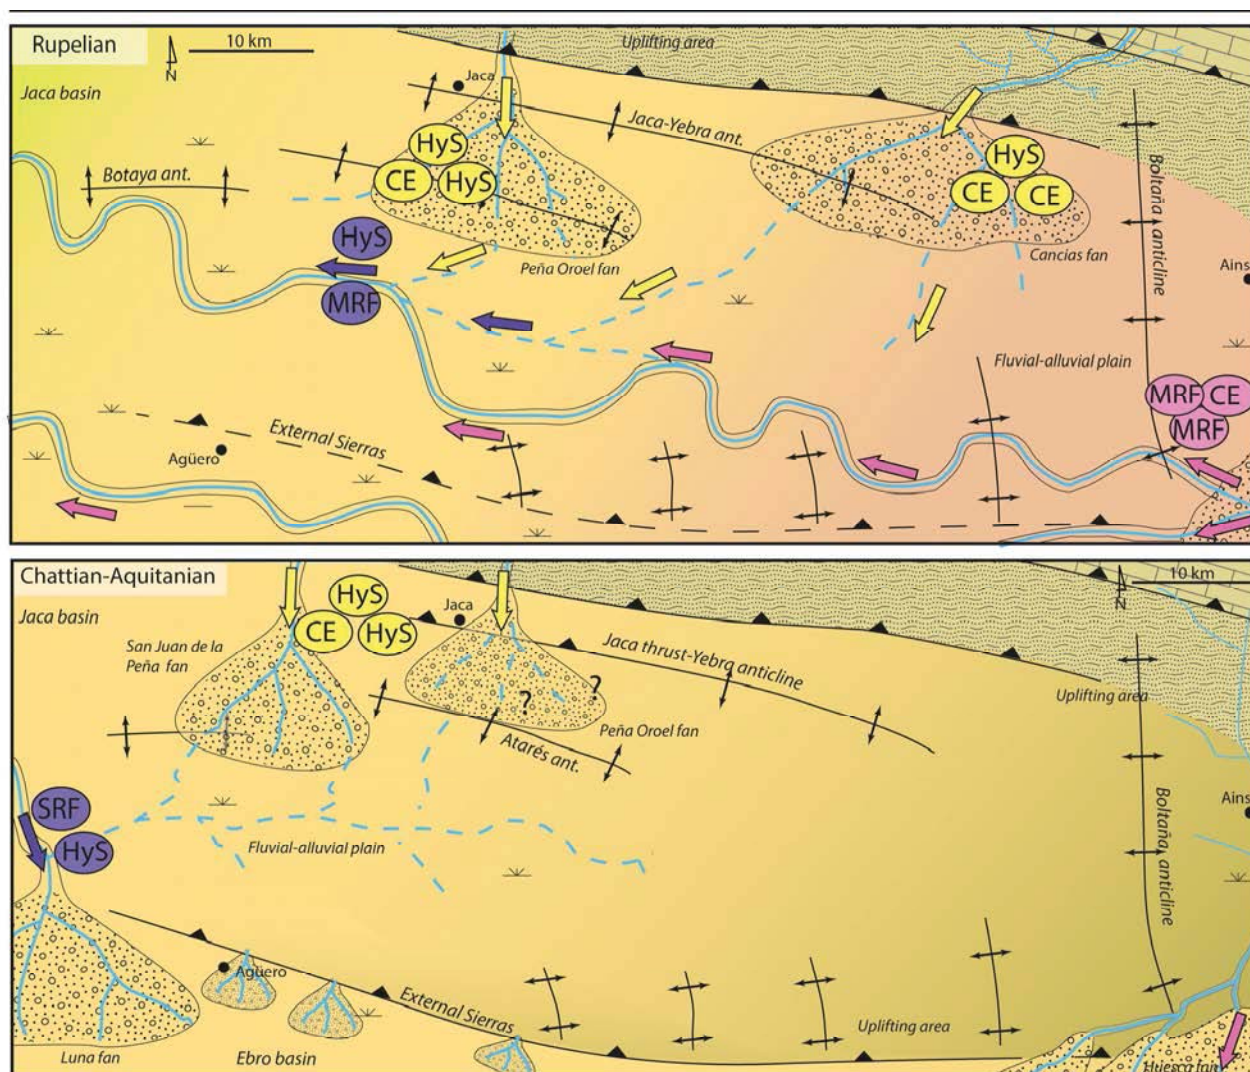 Rupelian
10 km
N
Uplifting area
Jaca
Jaca basin
Jaca-Yebra ant.
HyS
HyS
CE
HyS
CE
CE
Botaya ant.
Boltaña anticline
HyS
Peña Oroel fan
Cancias fan
Ains
MRF
Fluvial-alluvial plain
MRF
CE
MRF
External Sierras
Agüero
Chattian-Aquitanian
10 km
N
Jaca basin
HyS
Jaca
CE
HyS
San Juan de la
Peña fan
Jaca thrust-Yebra anticline
Uplifting area
?
?
Peña Oroel fan
Atarés ant.
Boltaña anticline
Ains
SRF
HyS
Fluvial-alluvial plain
Agüero
External Sierras
Uplifting area
Luna fan
Ebro basin
Huesca fan